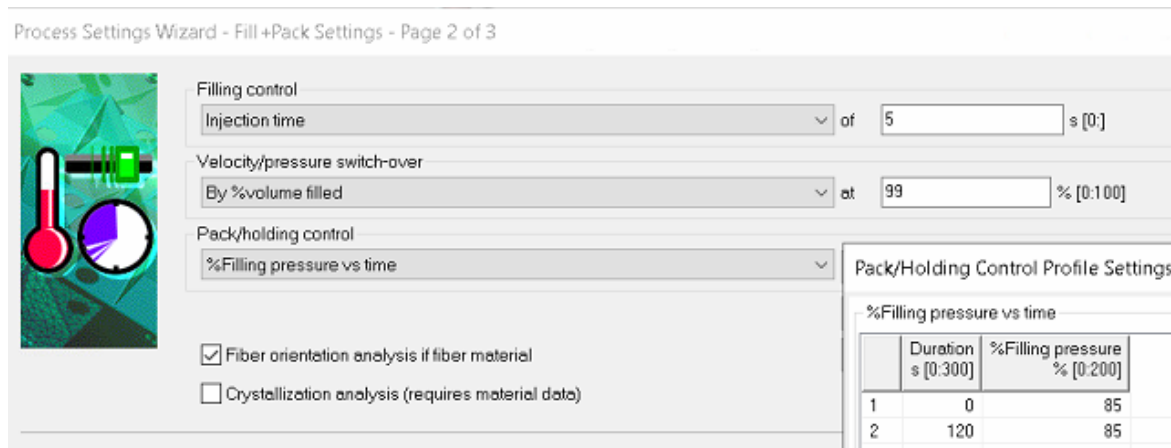 Process Settings Wizard - Fill+Pack Settings - Page 2 of 3
Filling control
Injection time of 5 s [0:]
Velocity/pressure switch-over
By %volume filled at 99 % [0:100]
Pack/holding control
%Filling pressure vs time
Pack/Holding Control Profile Settings
%Filling pressure vs time
Duration %Filling pressure
s [0:300] % [0:200]
1 0 85
2 120 85
Fiber orientation analysis if fiber material
Crystallization analysis (requires material data)